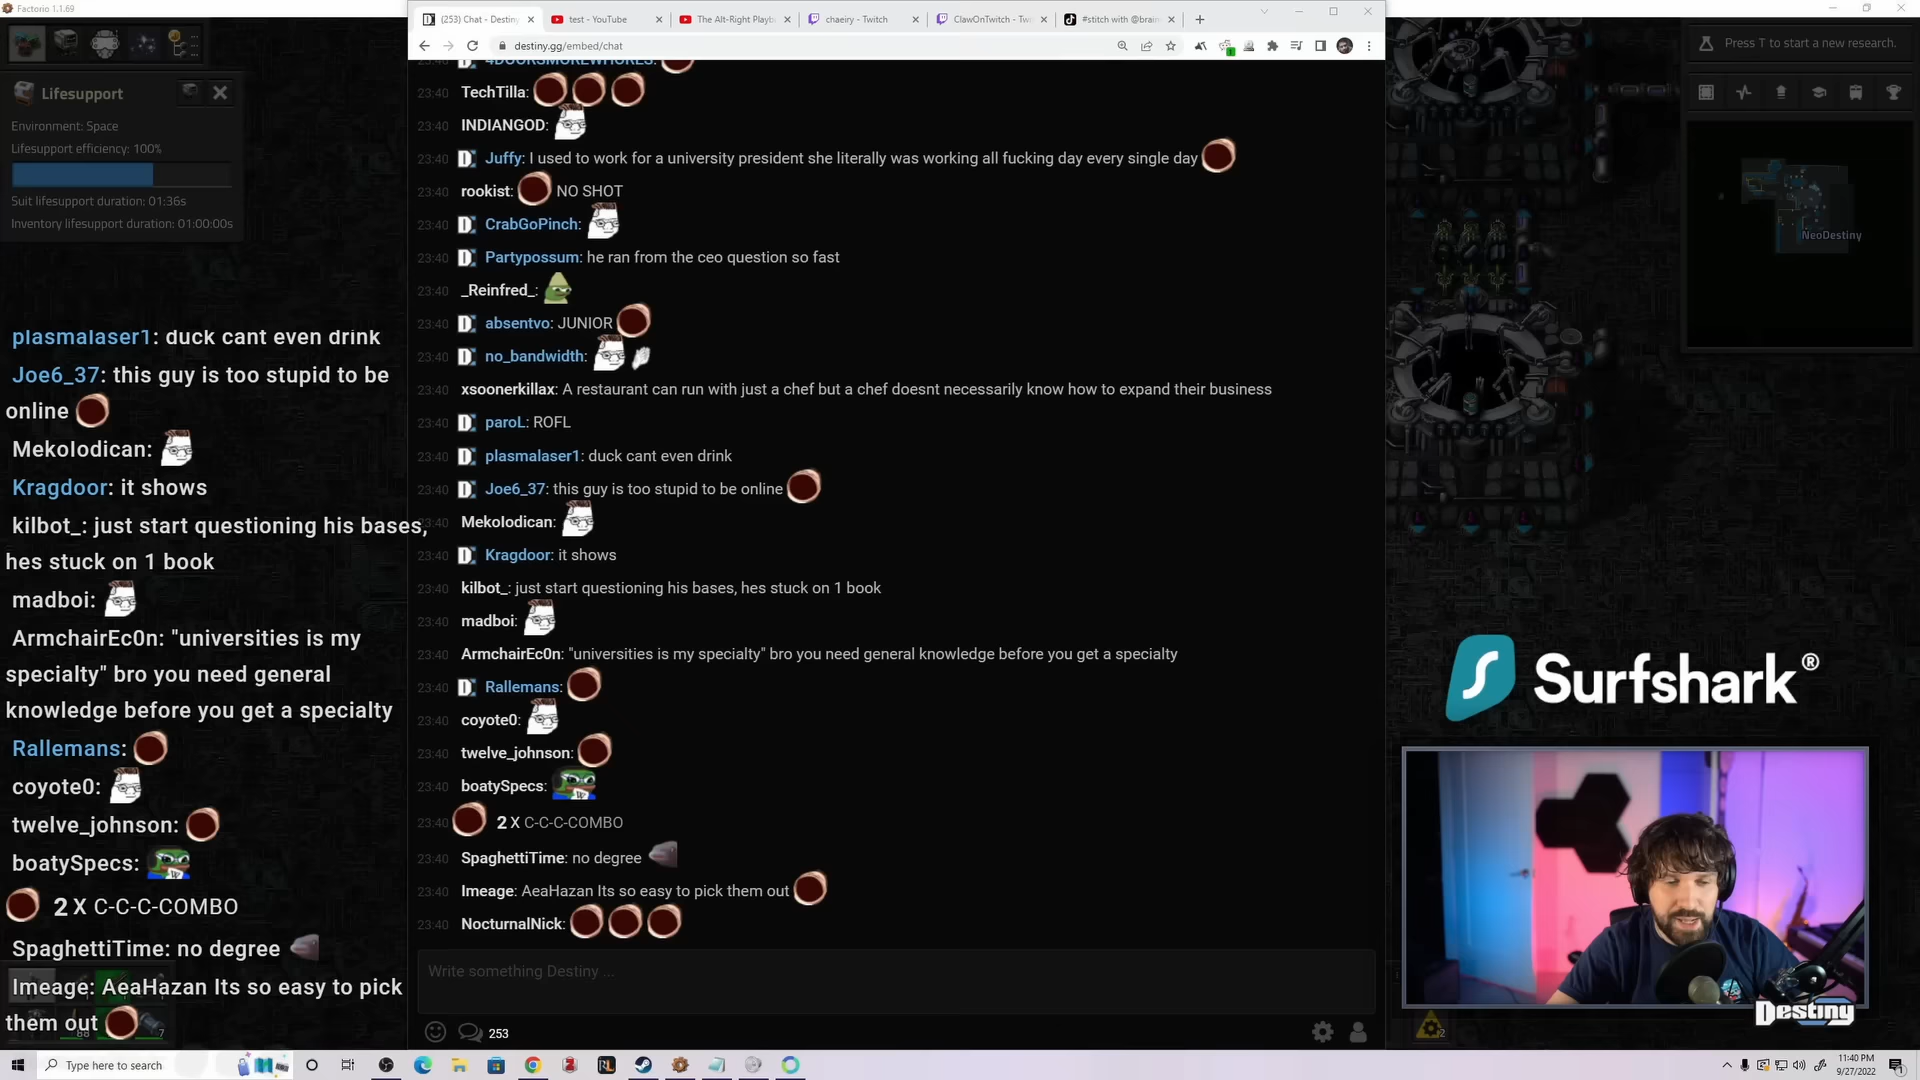 Factorio 1.1.69
(253) Chat - Destiny
test - YouTube
The Alt-Right Playb
chaeiry - Twitch
ClawOnTwitch - Tw
#stitch with @brain
destiny.gg/embed/chat
Press T to start a new research.
Lifesupport
Environment: Space
Lifesupport efficiency: 100%
Suit lifesupport duration: 01:36s
Inventory lifesupport duration: 01:00:00s
NeoDestiny
plasmalaser1: duck cant even drink
Joe6_37: this guy is too stupid to be
online
MekoIodican:
Kragdoor: it shows
kilbot_: just start questioning his bases,
hes stuck on 1 book
madboi:
ArmchairEc0n: "universities is my
specialty" bro you need general
knowledge before you get a specialty
Rallemans:
coyote0:
twelve_johnson:
boatySpecs:
2 X C-C-C-COMBO
SpaghettiTime: no degree
Imeage: AeaHazan Its so easy to pick
them out
88
7
23:40 4DOORSMOREWHORES:
23:40 TechTilla:
23:40 INDIANGOD:
23:40 Juffy: I used to work for a university president she literally was working all fucking day every single day
23:40 rookist: NO SHOT
23:40 CrabGoPinch:
23:40 Partypossum: he ran from the ceo question so fast
23:40 _Reinfred_:
23:40 absentvo: JUNIOR
23:40 no_bandwidth:
23:40 xsoonerkillax: A restaurant can run with just a chef but a chef doesnt necessarily know how to expand their business
23:40 paroL: ROFL
23:40 plasmalaser1: duck cant even drink
23:40 Joe6_37: this guy is too stupid to be online
23:40 MekoIodican:
23:40 Kragdoor: it shows
23:40 kilbot_: just start questioning his bases, hes stuck on 1 book
23:40 madboi:
23:40 ArmchairEc0n: "universities is my specialty" bro you need general knowledge before you get a specialty
23:40 Rallemans:
23:40 coyote0:
23:40 twelve_johnson:
23:40 boatySpecs:
23:40 2 X C-C-C-COMBO
23:40 SpaghettiTime: no degree
23:40 Imeage: AeaHazan Its so easy to pick them out
23:40 NocturnalNick:
Write something Destiny ...
253
Surfshark®
Destiny
2
Type here to search
11:40 PM
9/27/2022